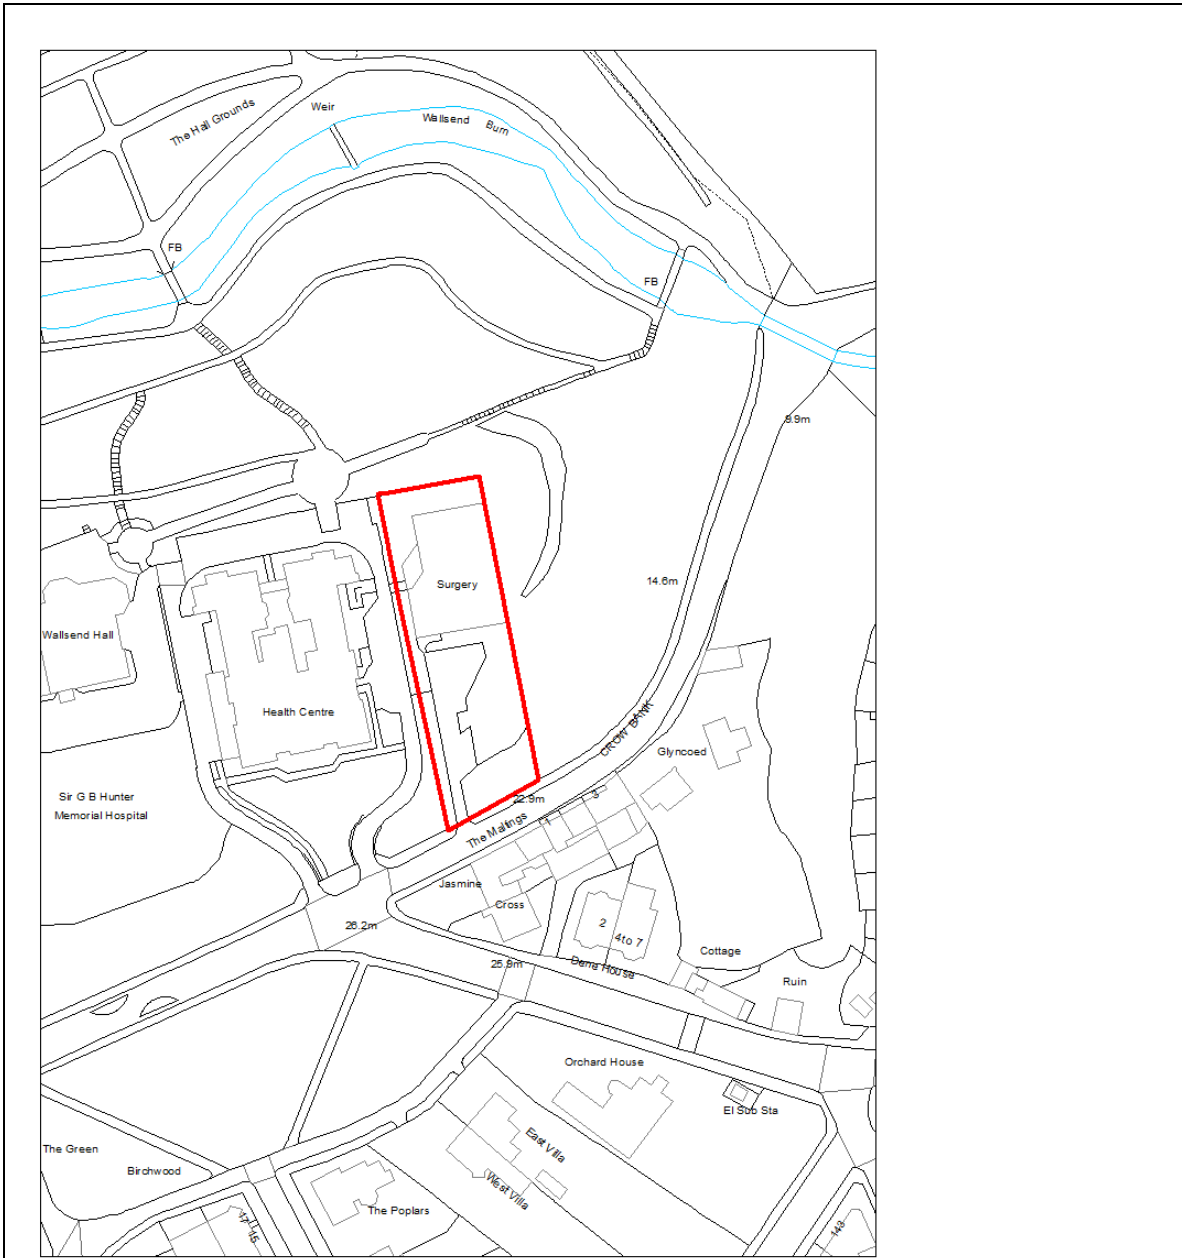 The Hall Grounds
Weir
Wallsend Burn
FB
FB
9.9m
14.6m
Surgery
Wallsend Hall
Health Centre
CROW BANK
Glyncoed
Sir G B Hunter
Memorial Hospital
22.9m
3
1
The Maltings
Jasmine
Cross
26.2m
2
4 to 7
25.9m
Dene House
Cottage
Ruin
Orchard House
El Sub Sta
The Green
Birchwood
East Villa
West Villa
The Poplars
17
15
143